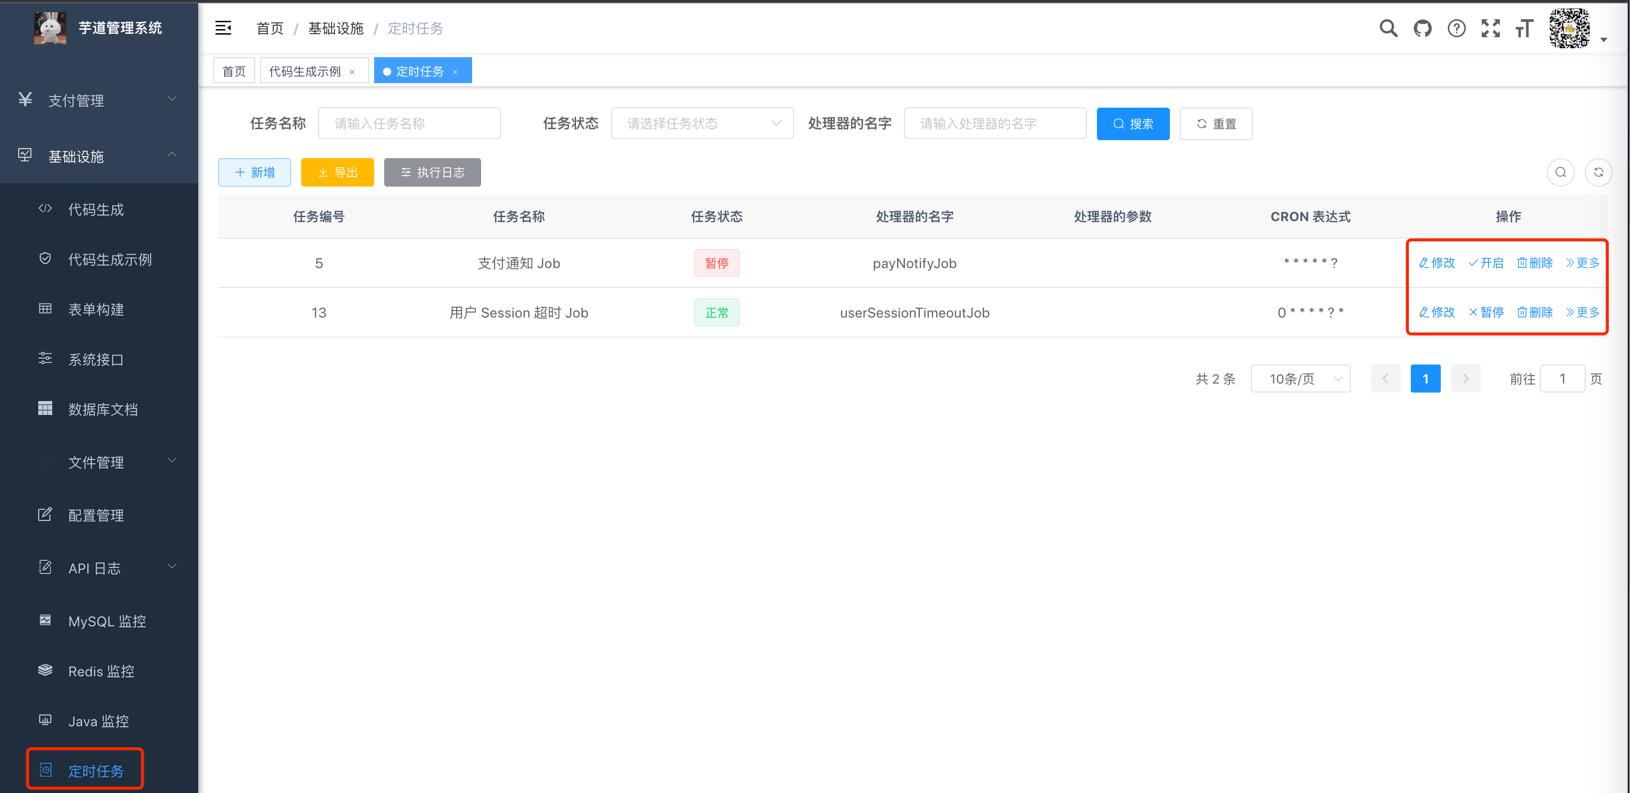 芋道管理系统
首页 / 基础设施 / 定时任务
首页 代码生成示例 × 定时任务 ×
支付管理
基础设施
代码生成
代码生成示例
表单构建
系统接口
数据库文档
文件管理
配置管理
API 日志
MySQL 监控
Redis 监控
Java 监控
定时任务
任务名称 请输入任务名称 任务状态 请选择任务状态 处理器的名字 请输入处理器的名字 搜索 重置
新增 导出 执行日志
任务编号 任务名称 任务状态 处理器的名字 处理器的参数 CRON 表达式 操作
5 支付通知 Job 暂停 payNotifyJob * * * * * ? 修改 开启 删除 更多
13 用户 Session 超时 Job 正常 userSessionTimeoutJob 0 * * * * ? * 修改 暂停 删除 更多
共 2 条 10条/页 1 前往 1 页